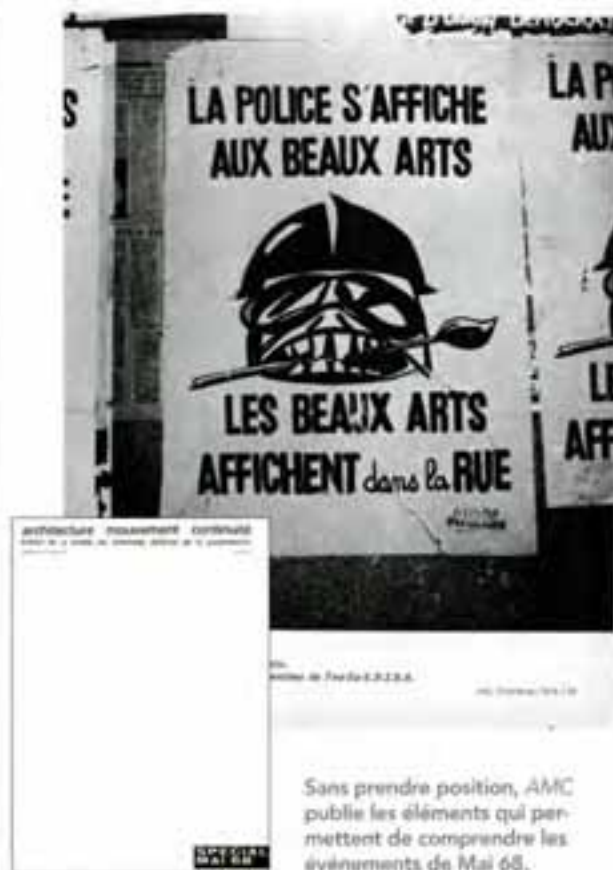 LA POLICE S'AFFICHE
AUX BEAUX ARTS
LES BEAUX ARTS
AFFICHENT dans la RUE
LA P
AU
LE
AFF
S
architecture mouvement continuité
SPECIAL
MAI 68
Sans prendre position, AMC
publie les éléments qui per-
mettent de comprendre les
événements de Mai 68.